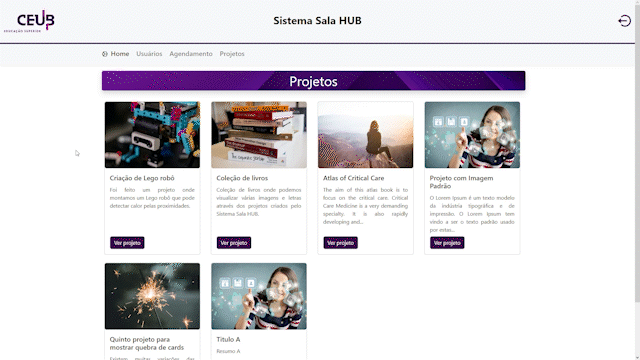 CEUB
EDUCAÇÃO SUPERIOR
Sistema Sala HUB
Home Usuários Agendamento Projetos
Projetos
Criação de Lego robô
Foi feito um projeto onde
montamos um Lego robô que pode
detectar calor pelas proximidades.
Ver projeto
Coleção de livros
Coleção de livros onde podemos
visualizar várias imagens e letras
através dos projetos criados pelo
Sistema Sala HUB.
Ver projeto
Atlas of Critical Care
The aim of this atlas book is to
focus on the critical care. Critical
Care Medicine is a very demanding
specialty. It is also rapidly
developing and...
Ver projeto
Projeto com Imagem
Padrão
O Lorem Ipsum é um texto modelo
da indústria tipográfica e de
impressão. O Lorem Ipsum tem
vindo a ser o texto padrão usado
por estas...
Ver projeto
Quinto projeto para
mostrar quebra de cards
Existem muitas variações das
Titulo A
Resumo A